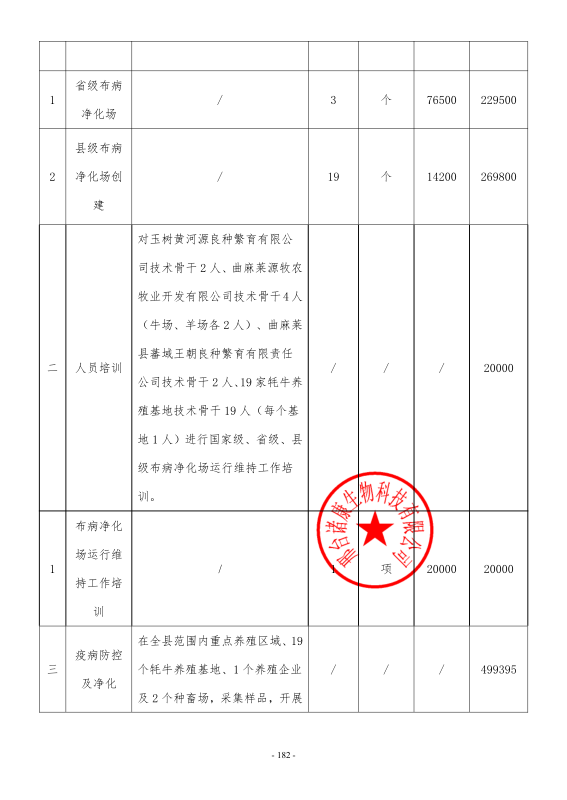 1 省级布病 / 3 个 76500 229500
净化场
2 县级布病 / 19 个 14200 269800
净化场创
建
二 人员培训 / / / 20000
对玉树黄河源良种繁育有限公
司技术骨干2人、曲麻莱源牧农
牧业开发有限公司技术骨干4人
（牛场、羊场各2人）、曲麻莱
县蕃域王朝良种繁育有限责任
公司技术骨干2人、19家牦牛养
殖基地技术骨干19人（每个基
地1人）进行国家级、省级、县
级布病净化场运行维持工作培
训。
1 布病净化 / 1 项 20000 20000
场运行维
持工作培
训
三 疫病防控 / / / 499395
及净化
在全县范围内重点养殖区域、19
个牦牛养殖基地、1个养殖企业
及2个种畜场，采集样品，开展
诺康生物科技有限公司
- 182 -